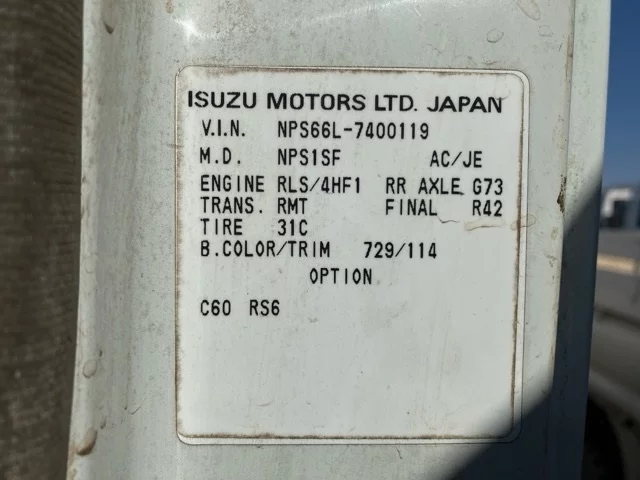 ISUZU MOTORS LTD. JAPAN
V.I.N. NPS66L-7400119
M.D. NPS1SF AC/JE
ENGINE RLS/4HF1 RR AXLE G73
TRANS. RMT FINAL R42
TIRE 31C
B.COLOR/TRIM 729/114
OPTION
C60 RS6